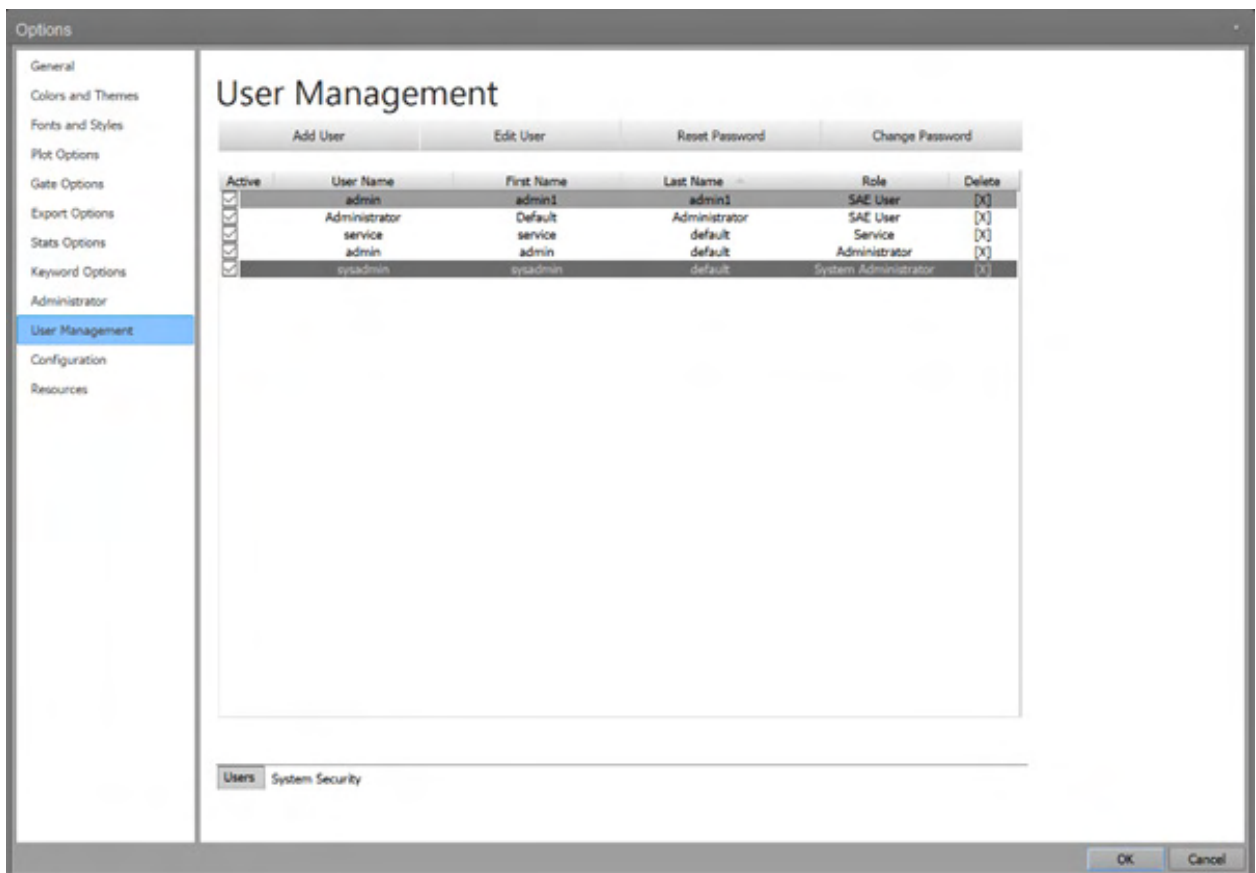 Options
General
Colors and Themes
Fonts and Styles
Plot Options
Gate Options
Export Options
Stats Options
Keyword Options
Administrator
User Management
Configuration
Resources
User Management
Add User Edit User Reset Password Change Password
Active User Name First Name Last Name Role Delete
admin admin1 admin1 SAE User [X]
Administrator Default Administrator SAE User [X]
service service default Service [X]
admin admin default Administrator [X]
sysadmin sysadmin default System Administrator [X]
Users System Security
OK Cancel